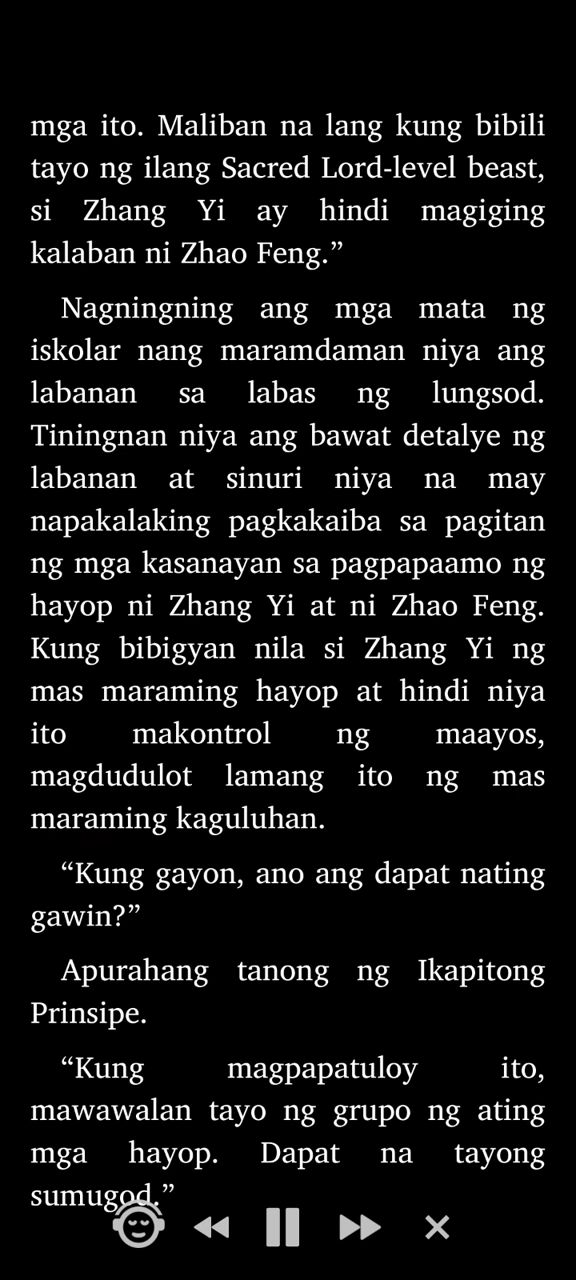 mga ito. Maliban na lang kung bibili
tayo ng ilang Sacred Lord-level beast,
si Zhang Yi ay hindi magiging
kalaban ni Zhao Feng.”
Nagningning ang mga mata ng
iskolar nang maramdaman niya ang
labanan sa labas ng lungsod.
Tiningnan niya ang bawat detalye ng
labanan at sinuri niya na may
napakalaking pagkakaiba sa pagitan
ng mga kasanayan sa pagpapaamo ng
hayop ni Zhang Yi at ni Zhao Feng.
Kung bibigyan nila si Zhang Yi ng
mas maraming hayop at hindi niya
ito makontrol ng maayos,
magdudulot lamang ito ng mas
maraming kaguluhan.
“Kung gayon, ano ang dapat nating
gawin?”
Apurahang tanong ng Ikapitong
Prinsipe.
“Kung magpapatuloy ito,
mawawalan tayo ng grupo ng ating
mga hayop. Dapat na tayong
sumugod.”